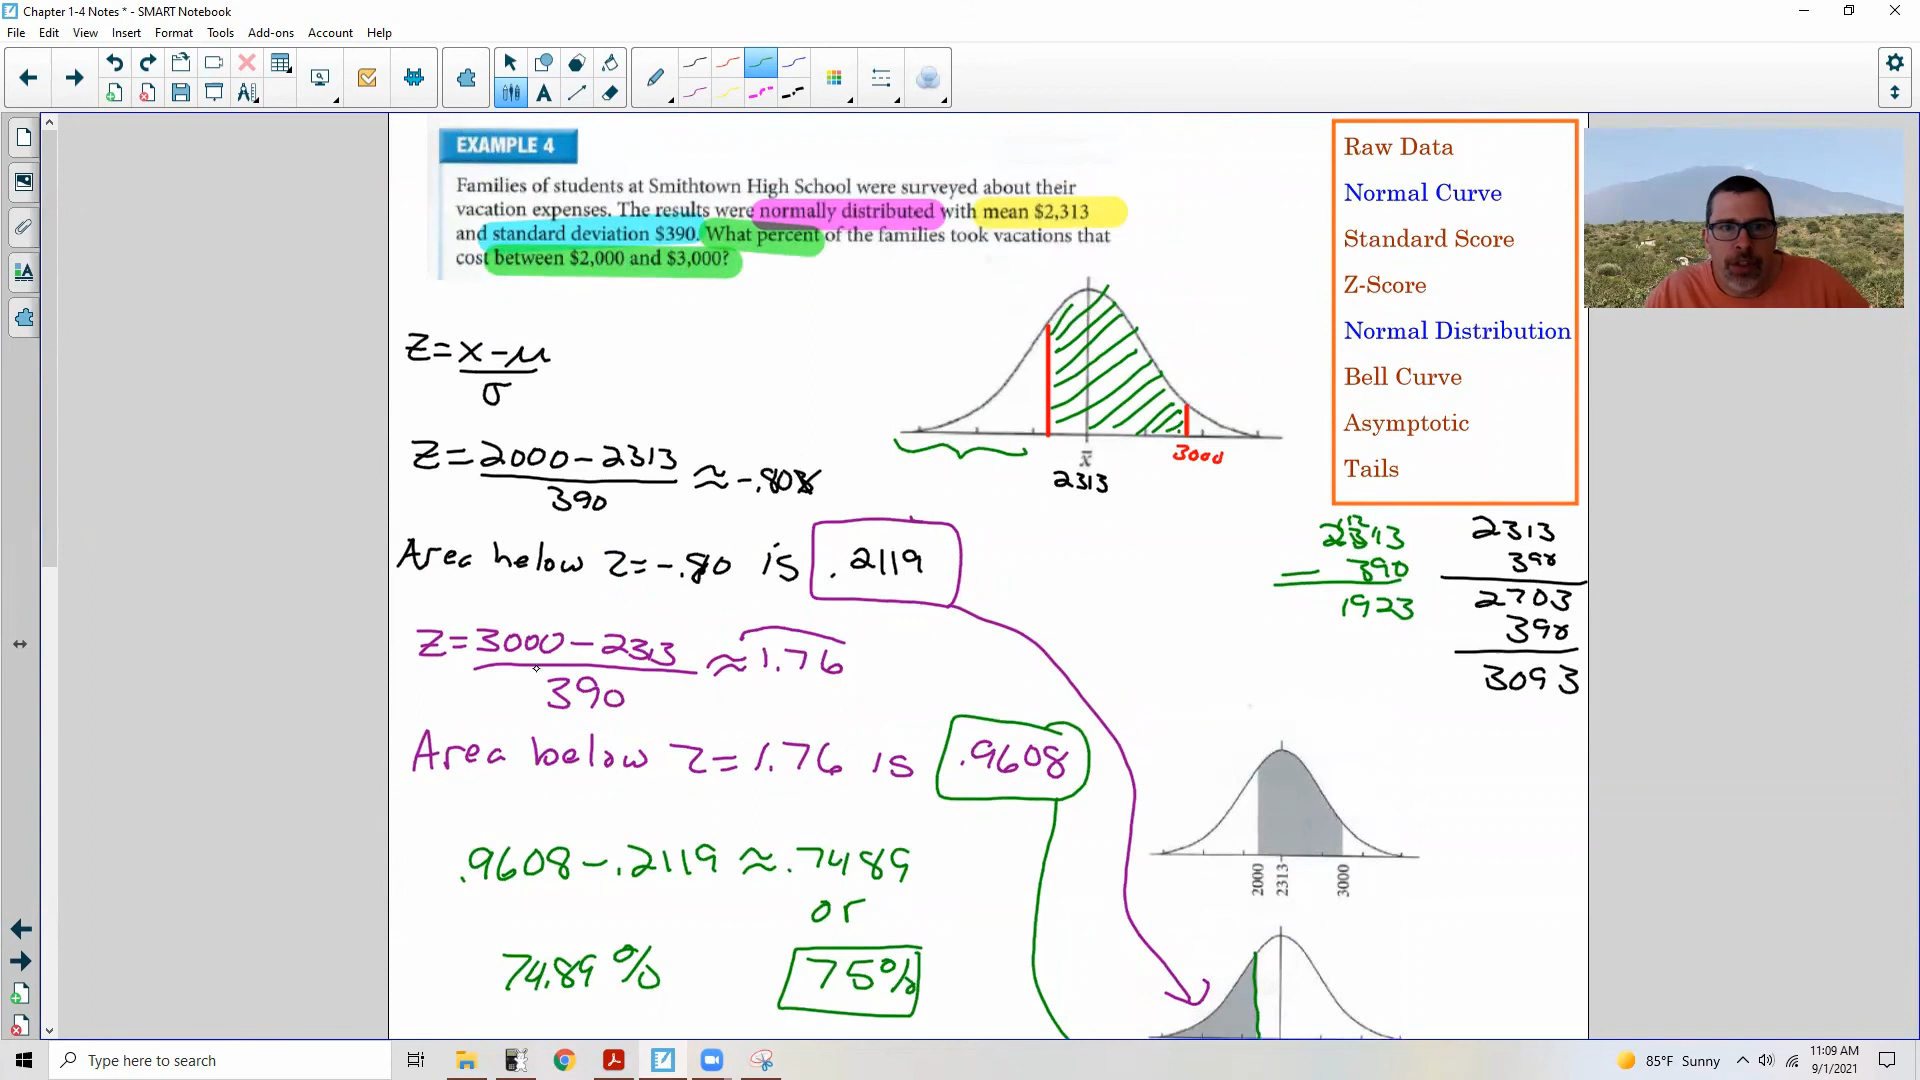 Chapter 1-4 Notes * - SMART Notebook
File Edit View Insert Format Tools Add-ons Account Help
EXAMPLE 4
Families of students at Smithtown High School were surveyed about their
vacation expenses. The results were normally distributed with mean $2,313
and standard deviation $390. What percent of the families took vacations that
cost between $2,000 and $3,000?
Raw Data
Normal Curve
Standard Score
Z-Score
Normal Distribution
Bell Curve
Asymptotic
Tails
x̄
2313
3000
z=x-μ
σ
z=2000-2313
390
≈-.80
Area below z=-.80 is .2119
z=3000-2313
390
≈1.76
Area below z=1.76 is .9608
.9608-.2119≈.7489
or
74.89% 75%
2313
390
1923
2313
390
2703
390
3093
2000
2313
3000
Type here to search
85°F Sunny
11:09 AM
9/1/2021